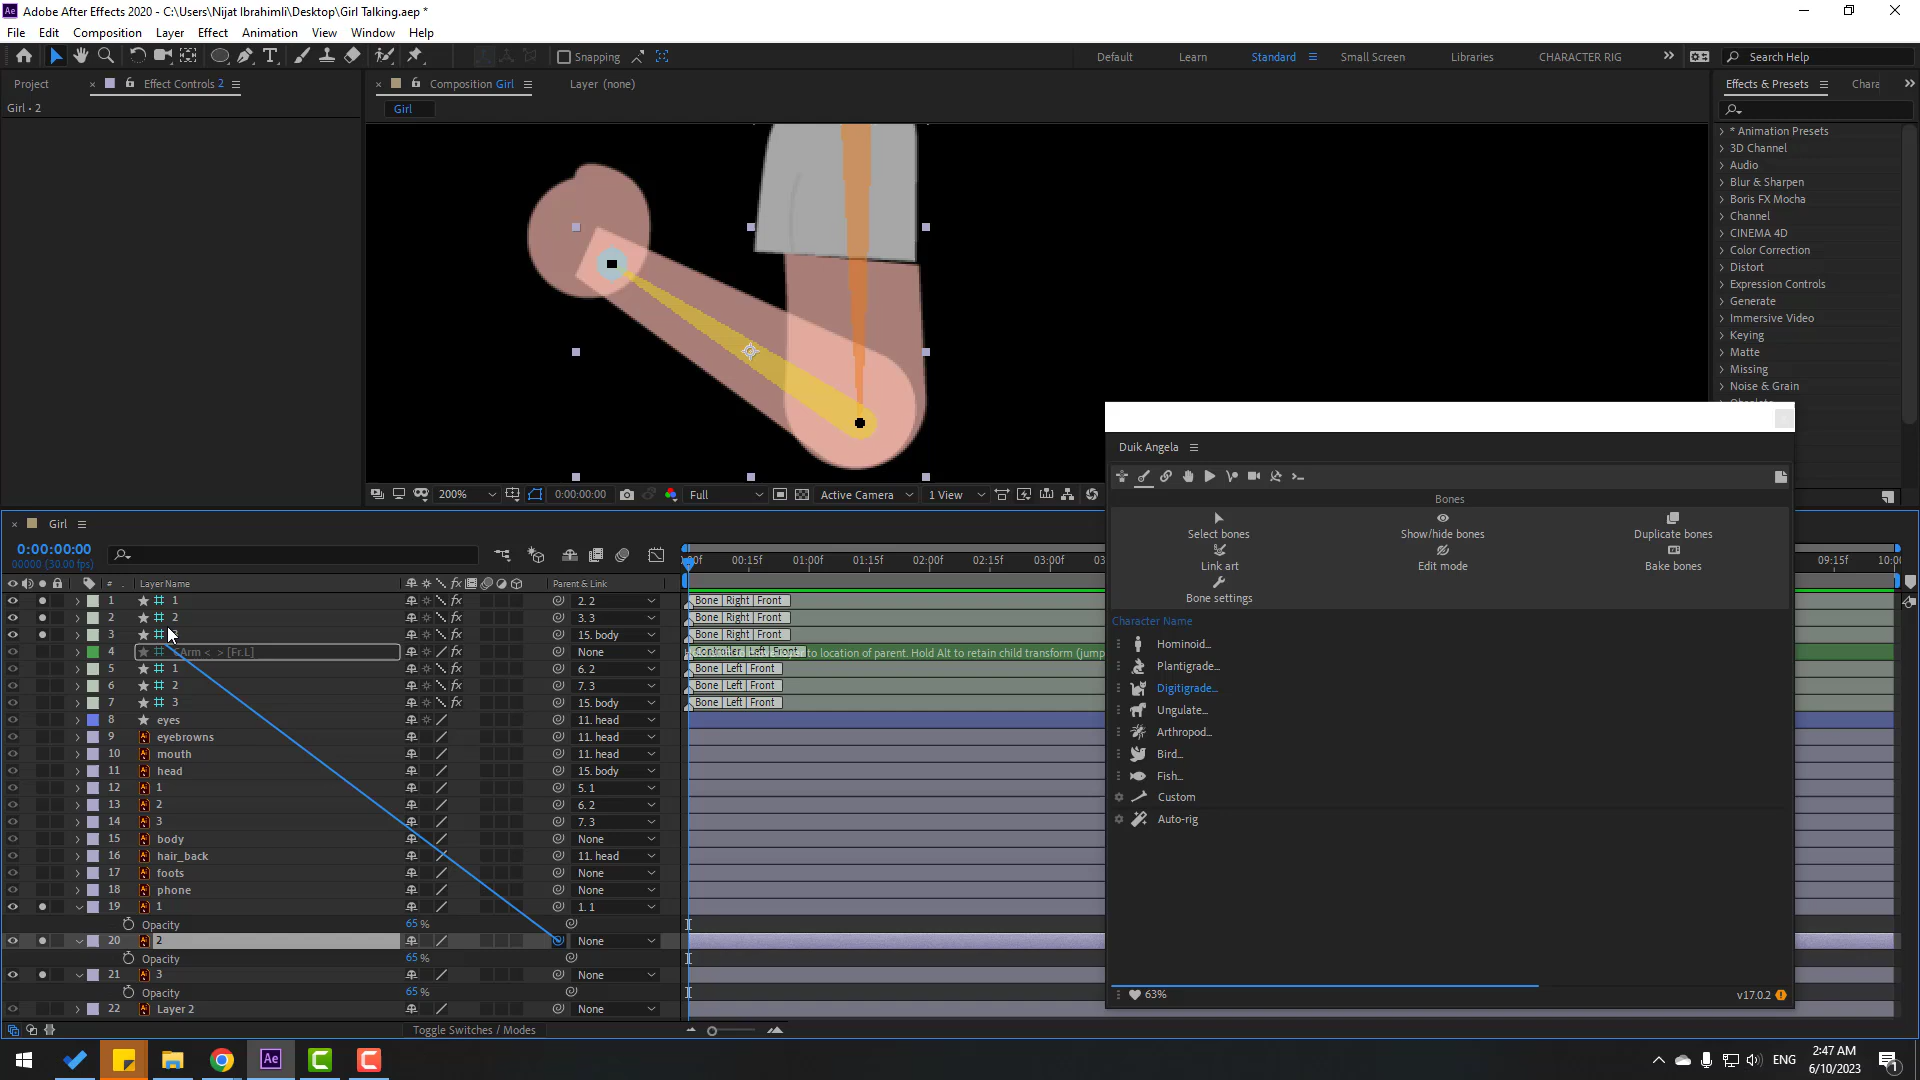 Adobe After Effects 2020 - C:\Users\Nijat Ibrahimli\Desktop\Girl Talking.aep *
File Edit Composition Layer Effect Animation View Window Help
Snapping
Default Learn Standard Small Screen Libraries CHARACTER RIG
Search Help
Project
Effect Controls 2
Composition Girl
Layer (none)
Effects & Presets
Chara
Girl • 2
Girl
* Animation Presets
3D Channel
Audio
Blur & Sharpen
Boris FX Mocha
Channel
CINEMA 4D
Color Correction
Distort
Expression Controls
Generate
Immersive Video
Keying
Matte
Missing
Noise & Grain
200%
0:00:00:00
Full
Active Camera
1 View
Duik Angela
Bones
Select bones
Show/hide bones
Duplicate bones
Link art
Edit mode
Bake bones
Bone settings
Character Name
Hominoid...
Plantigrade...
Digitigrade...
Ungulate...
Arthropod...
Bird...
Fish...
Custom
Auto-rig
63%
v17.0.2
Girl
0:00:00:00
00000 (30.00 fps)
00:15f 01:00f 01:15f 02:00f 02:15f 03:00f
09:15f
# Layer Name fx Parent & Link
1 1 fx 2. 2 Bone | Right | Front
2 2 fx 3. 3 Bone | Right | Front
3 fx 15. body Bone | Right | Front
4 Arm < > [Fr.L] fx None
to location of parent. Hold Alt to retain child transform (jump
5 1 fx 6. 2 Bone | Left | Front
6 2 fx 7. 3 Bone | Left | Front
7 3 fx 15. body Bone | Left | Front
8 eyes 11. head
9 eyebrowns 11. head
10 mouth 11. head
11 head 15. body
12 1 5. 1
13 2 6. 2
14 3 7. 3
15 body None
16 hair_back 11. head
17 foots None
18 phone None
19 1 1. 1
Opacity 65 %
20 2 None
Opacity 65 %
21 3 None
Opacity 65 %
22 Layer 2 None
Toggle Switches / Modes
ENG
2:47 AM
6/10/2023
1